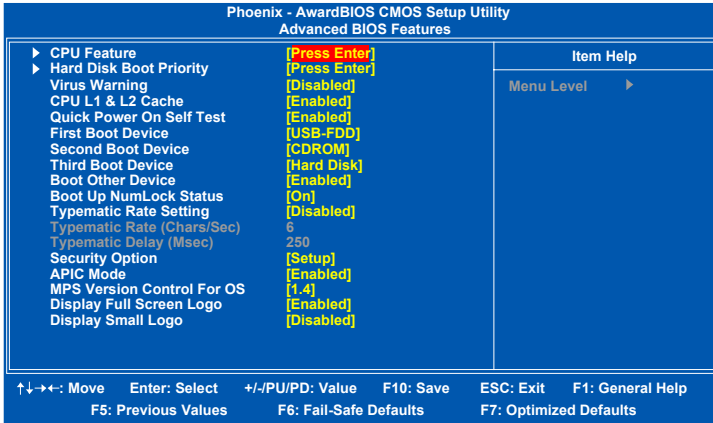 Phoenix - AwardBIOS CMOS Setup Utility
Advanced BIOS Features
CPU Feature [Press Enter]
Hard Disk Boot Priority [Press Enter]
Virus Warning [Disabled]
CPU L1 & L2 Cache [Enabled]
Quick Power On Self Test [Enabled]
First Boot Device [USB-FDD]
Second Boot Device [CDROM]
Third Boot Device [Hard Disk]
Boot Other Device [Enabled]
Boot Up NumLock Status [On]
Typematic Rate Setting [Disabled]
Typematic Rate (Chars/Sec) 6
Typematic Delay (Msec) 250
Security Option [Setup]
APIC Mode [Enabled]
MPS Version Control For OS [1.4]
Display Full Screen Logo [Enabled]
Display Small Logo [Disabled]
Item Help
Menu Level
↑↓→←: Move Enter: Select +/-/PU/PD: Value F10: Save ESC: Exit F1: General Help
F5: Previous Values F6: Fail-Safe Defaults F7: Optimized Defaults